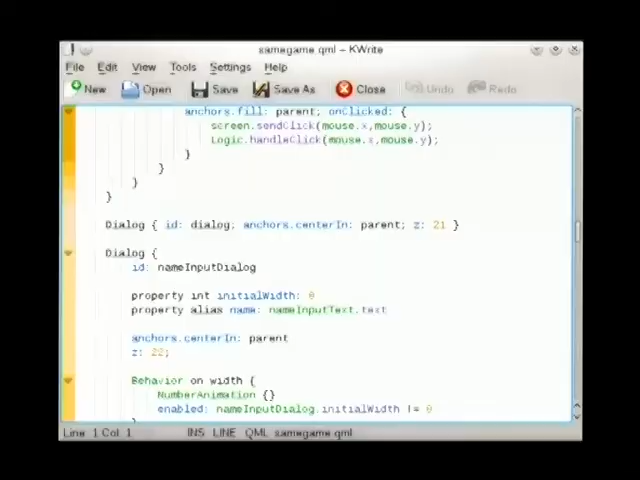 samegame.qml – KWrite
File Edit View Tools Settings Help
New Open Save Save As Close Undo Redo
anchors.fill: parent; onClicked: {
screen.sendClick(mouse.x,mouse.y);
Logic.handleClick(mouse.x,mouse.y);
}
}
}
}
Dialog { id: dialog; anchors.centerIn: parent; z: 21 }
Dialog {
id: nameInputDialog
property int initialWidth: 0
property alias name: nameInputText.text
anchors.centerIn: parent
z: 22;
Behavior on width {
NumberAnimation {}
enabled: nameInputDialog.initialWidth != 0
}
Line: 1 Col: 1 INS LINE QML samegame.qml